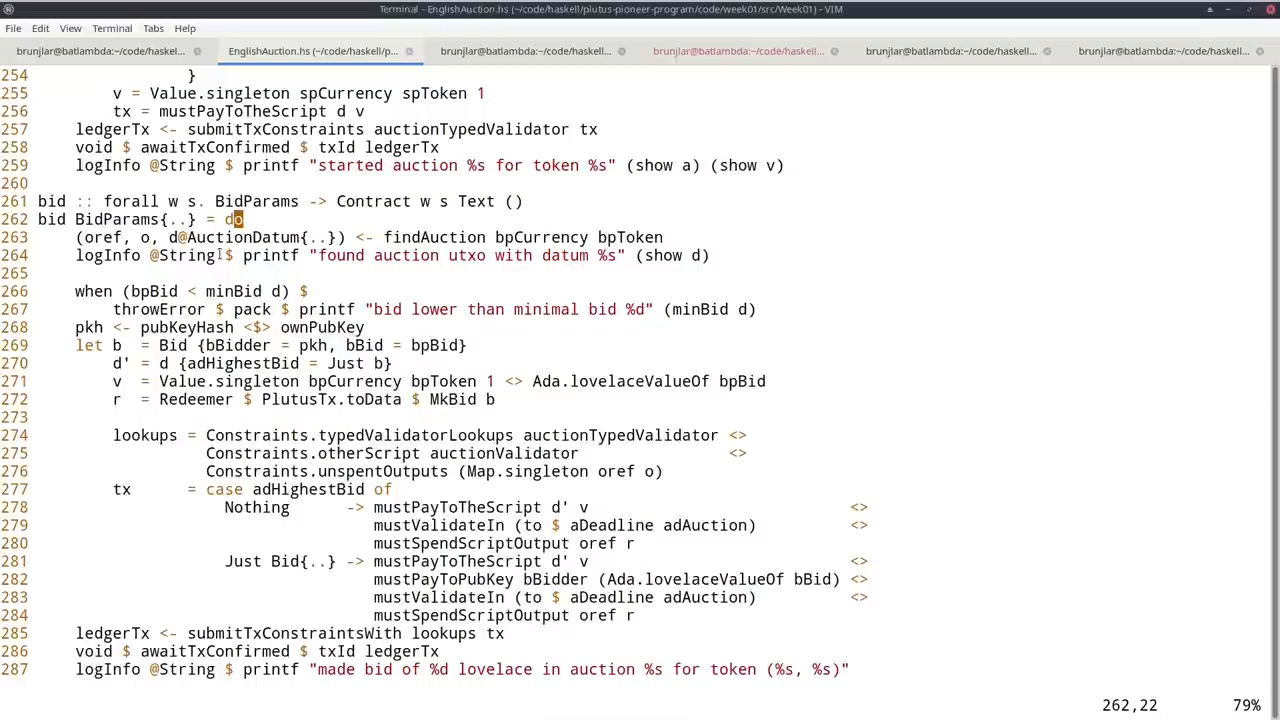 Terminal - EnglishAuction.hs (~/code/haskell/plutus-pioneer-program/code/week01/src/Week01) - VIM
File Edit View Terminal Tabs Help
brunjlar@batlambda:~/code/haskel... EnglishAuction.hs (~/code/haskell/p... brunjlar@batlambda:~/code/haskell... brunjlar@batlambda:~/code/haskell... brunjlar@batlambda:~/code/haskell... brunjlar@batlambda:~/code/haskell...
254                 }
255         v = Value.singleton spCurrency spToken 1
256         tx = mustPayToTheScript d v
257     ledgerTx <- submitTxConstraints auctionTypedValidator tx
258     void $ awaitTxConfirmed $ txId ledgerTx
259     logInfo @String $ printf "started auction %s for token %s" (show a) (show v)
260
261 bid :: forall w s. BidParams -> Contract w s Text ()
262 bid BidParams{..} = do
263     (oref, o, d@AuctionDatum{..}) <- findAuction bpCurrency bpToken
264     logInfo @String $ printf "found auction utxo with datum %s" (show d)
265
266     when (bpBid < minBid d) $
267         throwError $ pack $ printf "bid lower than minimal bid %d" (minBid d)
268     pkh <- pubKeyHash <$> ownPubKey
269     let b  = Bid {bBidder = pkh, bBid = bpBid}
270         d' = d {adHighestBid = Just b}
271         v  = Value.singleton bpCurrency bpToken 1 <> Ada.lovelaceValueOf bpBid
272         r  = Redeemer $ PlutusTx.toData $ MkBid b
273
274         lookups = Constraints.typedValidatorLookups auctionTypedValidator <>
275                   Constraints.otherScript auctionValidator                <>
276                   Constraints.unspentOutputs (Map.singleton oref o)
277         tx      = case adHighestBid of
278                     Nothing      -> mustPayToTheScript d' v                            <>
279                                     mustValidateIn (to $ aDeadline adAuction)          <>
280                                     mustSpendScriptOutput oref r
281                     Just Bid{..} -> mustPayToTheScript d' v                            <>
282                                     mustPayToPubKey bBidder (Ada.lovelaceValueOf bBid) <>
283                                     mustValidateIn (to $ aDeadline adAuction)          <>
284                                     mustSpendScriptOutput oref r
285     ledgerTx <- submitTxConstraintsWith lookups tx
286     void $ awaitTxConfirmed $ txId ledgerTx
287     logInfo @String $ printf "made bid of %d lovelace in auction %s for token (%s, %s)"
262,22 79%